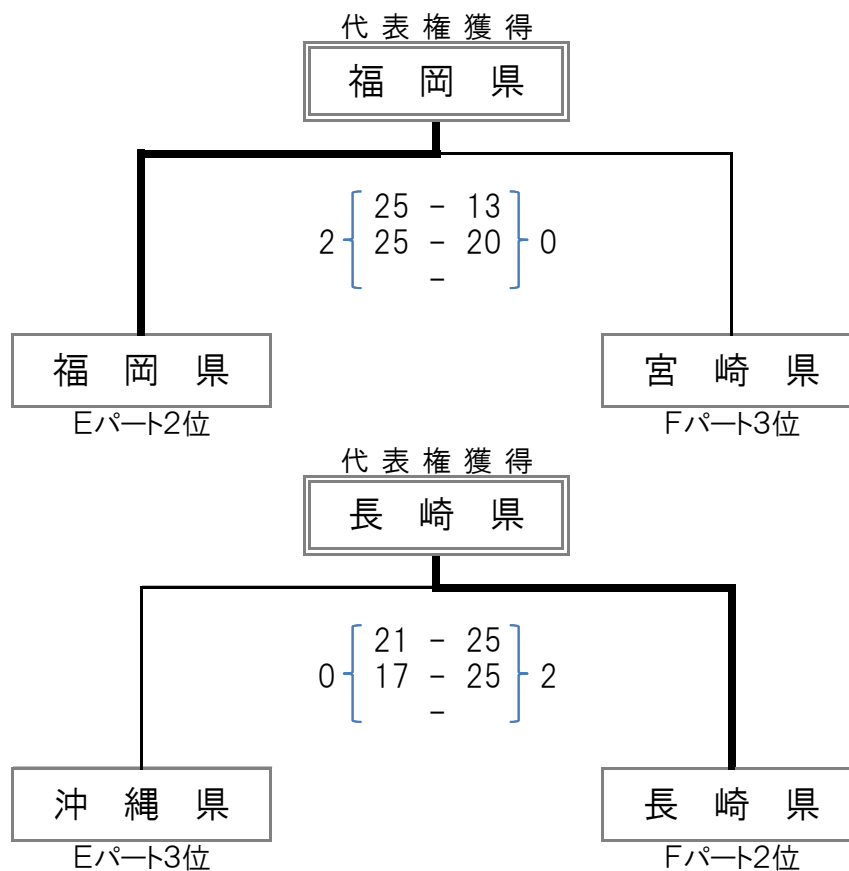 代表権獲得
福岡県
25 - 13
2 25 - 20 0
-
福岡県 宮崎県
Eパート2位 Fパート3位
代表権獲得
長崎県
21 - 25
0 17 - 25 2
-
沖縄県 長崎県
Eパート3位 Fパート2位